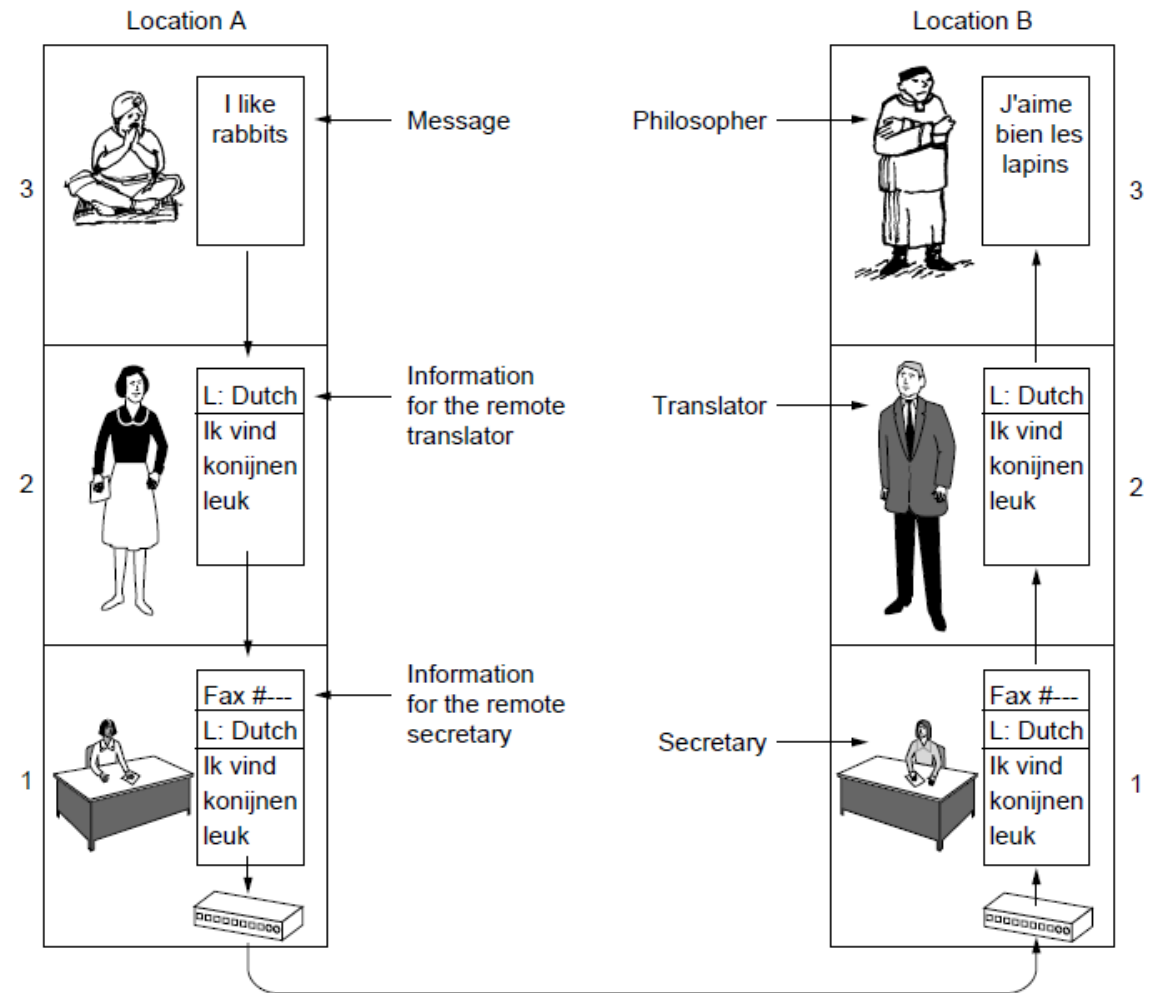 Location A
Location B
I like
rabbits
Message
Philosopher
J'aime
bien les
lapins
3
3
L: Dutch
Ik vind
konijnen
leuk
Information
for the remote
translator
Translator
L: Dutch
Ik vind
konijnen
leuk
2
2
Fax #---
L: Dutch
Ik vind
konijnen
leuk
Information
for the remote
secretary
Secretary
Fax #---
L: Dutch
Ik vind
konijnen
leuk
1
1